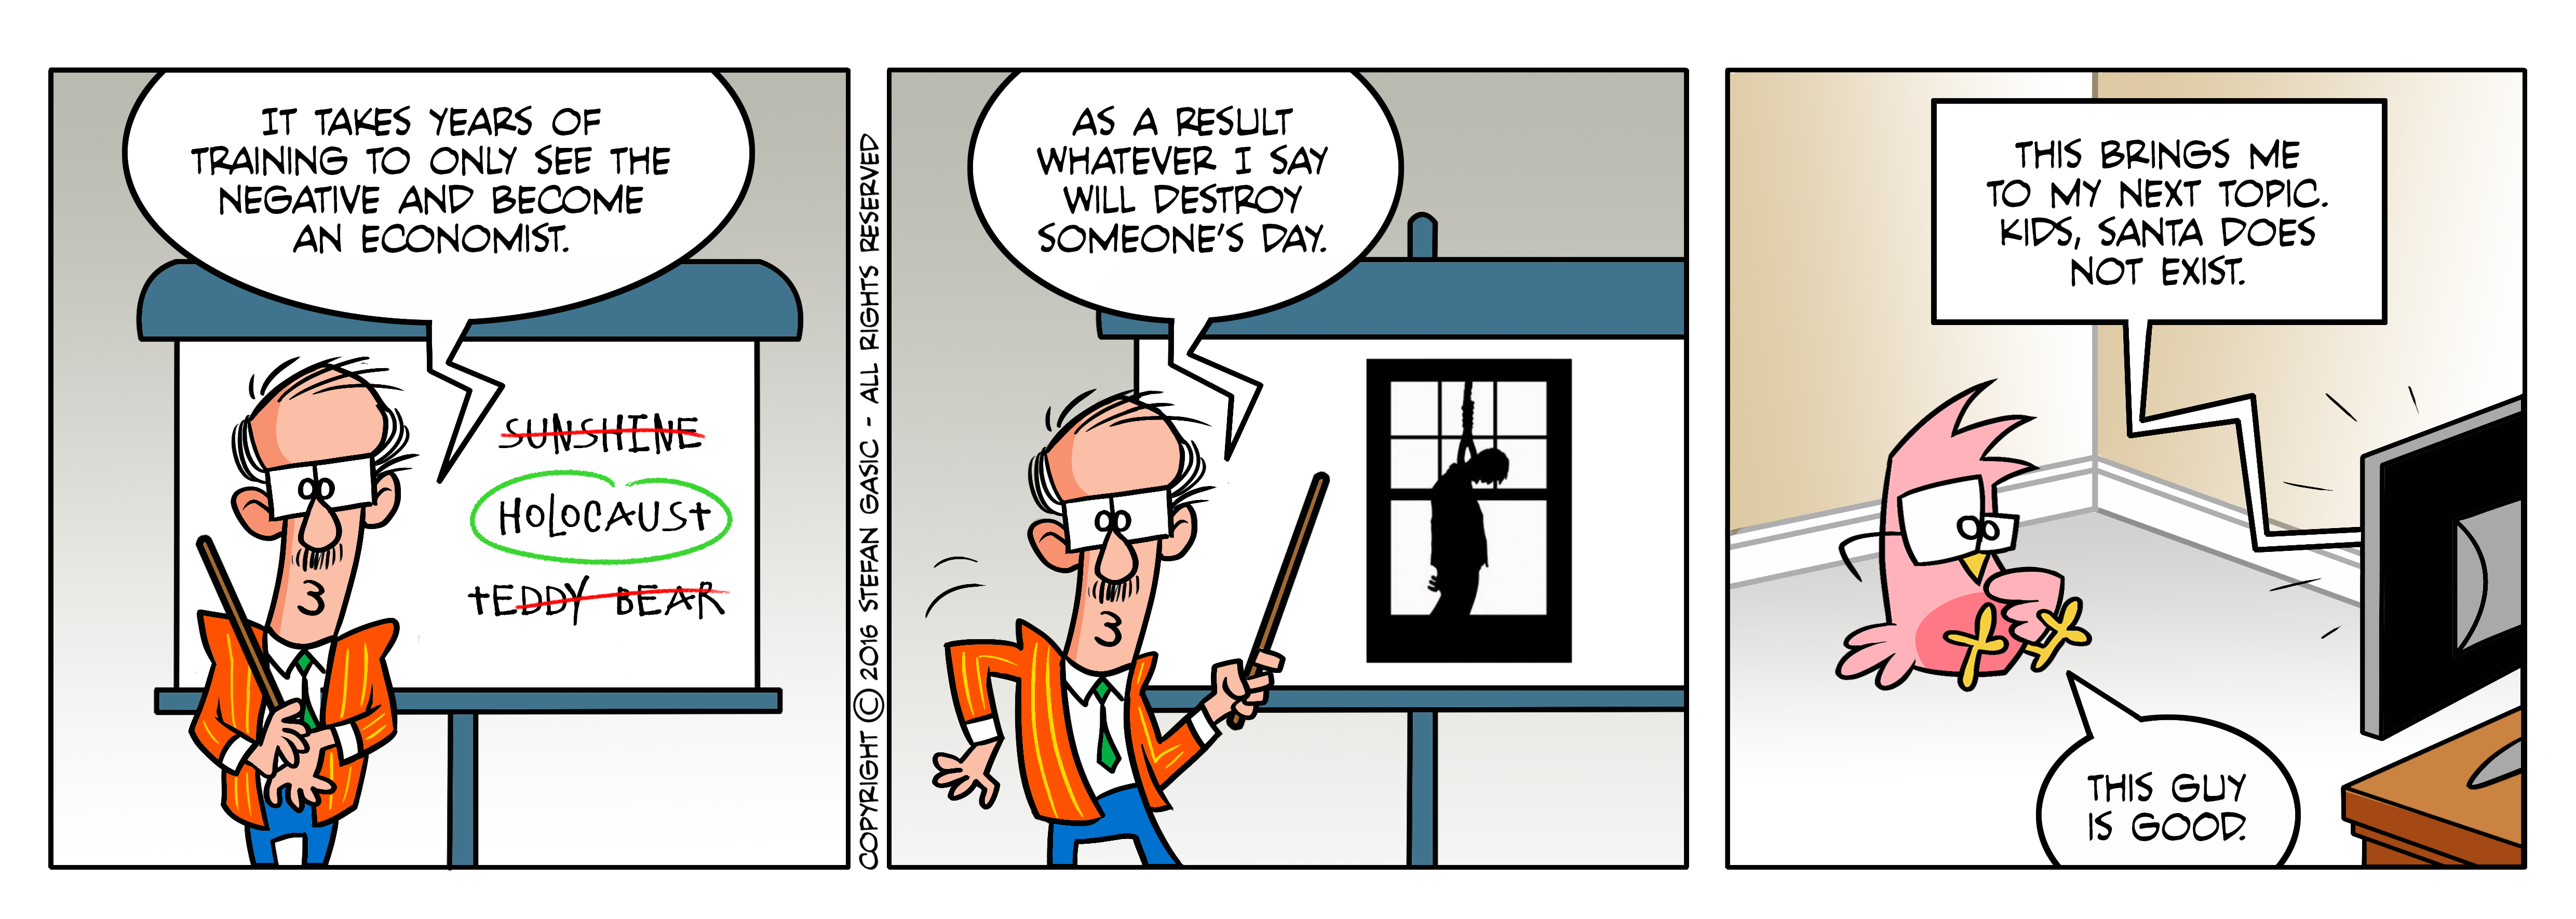 IT TAKES YEARS OF
TRAINING TO ONLY SEE THE
NEGATIVE AND BECOME
AN ECONOMIST.
SUNSHINE
HOLOCAUST
TEDDY BEAR
COPYRIGHT © 2016 STEFAN GASIC - ALL RIGHTS RESERVED
AS A RESULT
WHATEVER I SAY
WILL DESTROY
SOMEONE'S DAY.
THIS BRINGS ME
TO MY NEXT TOPIC.
KIDS, SANTA DOES
NOT EXIST.
THIS GUY
IS GOOD.